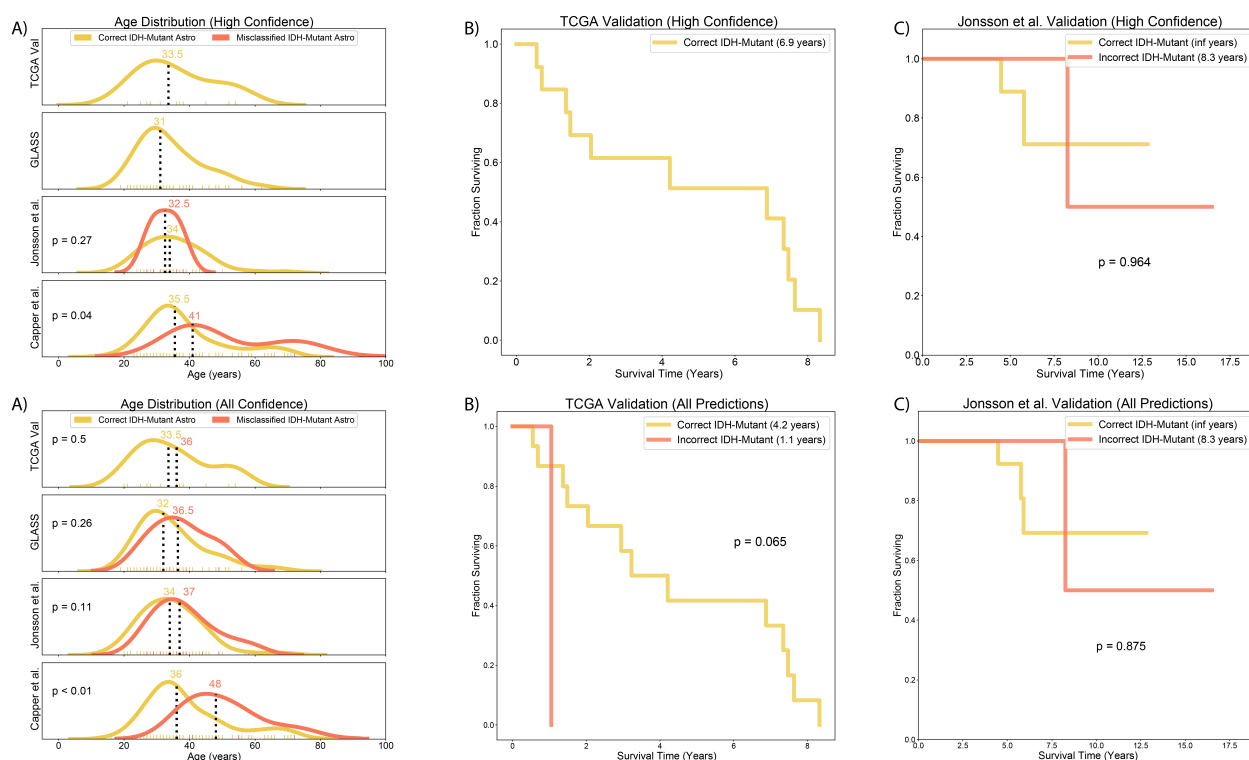 A)
Age Distribution (High Confidence)
Correct IDH-Mutant Astro
Misclassified IDH-Mutant Astro
TCGA Val
33.5
GLASS
31
Jonsson et al.
p = 0.27
32.5
34
Capper et al.
p = 0.04
35.5
41
0 20 40 60 80 100
Age (years)
B)
TCGA Validation (High Confidence)
Correct IDH-Mutant (6.9 years)
Fraction Surviving
1.0
0.8
0.6
0.4
0.2
0.0
0 2 4 6 8
Survival Time (Years)
C)
Jonsson et al. Validation (High Confidence)
Correct IDH-Mutant (inf years)
Incorrect IDH-Mutant (8.3 years)
Fraction Surviving
1.0
0.8
0.6
0.4
0.2
0.0
p = 0.964
0.0 2.5 5.0 7.5 10.0 12.5 15.0 17.5
Survival Time (Years)
A)
Age Distribution (All Confidence)
Correct IDH-Mutant Astro
Misclassified IDH-Mutant Astro
TCGA Val
p = 0.5
33.5
36
GLASS
p = 0.26
32
36.5
Jonsson et al.
p = 0.11
34
37
Capper et al.
p < 0.01
36
48
0 20 40 60 80 100
Age (years)
B)
TCGA Validation (All Predictions)
Correct IDH-Mutant (4.2 years)
Incorrect IDH-Mutant (1.1 years)
Fraction Surviving
1.0
0.8
0.6
0.4
0.2
0.0
p = 0.065
0 2 4 6 8
Survival Time (Years)
C)
Jonsson et al. Validation (All Predictions)
Correct IDH-Mutant (inf years)
Incorrect IDH-Mutant (8.3 years)
Fraction Surviving
1.0
0.8
0.6
0.4
0.2
0.0
p = 0.875
0.0 2.5 5.0 7.5 10.0 12.5 15.0 17.5
Survival Time (Years)